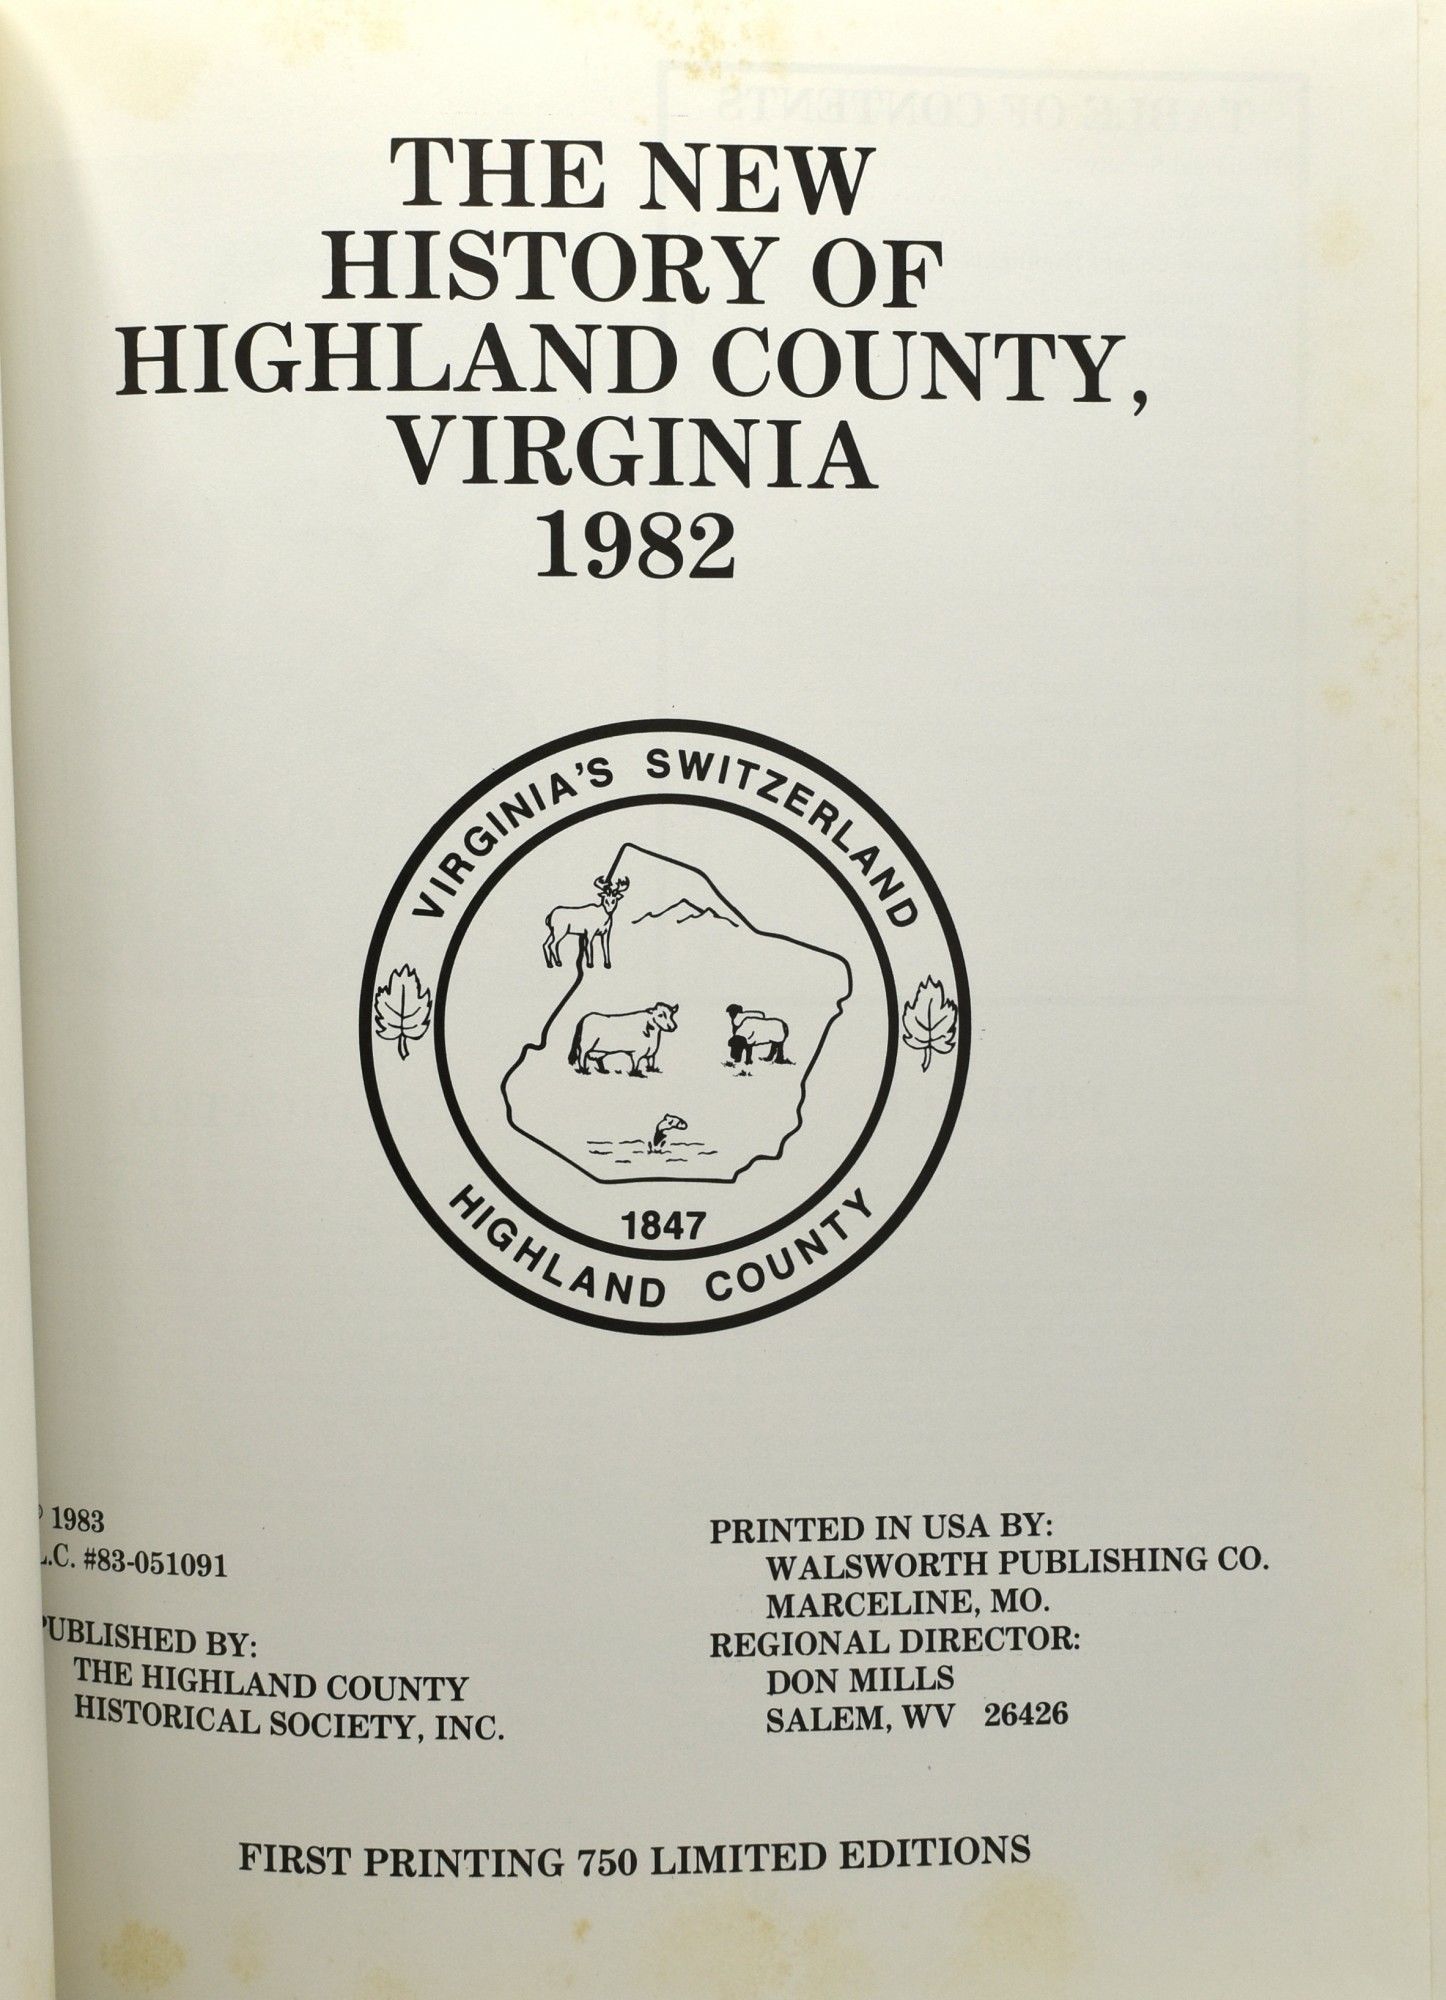 THE NEW
HISTORY OF
HIGHLAND COUNTY,
VIRGINIA
1982
VIRGINIA'S SWITZERLAND
1847
HIGHLAND COUNTY
1983
L.C. #83-051091
PUBLISHED BY:
THE HIGHLAND COUNTY
HISTORICAL SOCIETY, INC.
PRINTED IN USA BY:
WALSWORTH PUBLISHING CO.
MARCELINE, MO.
REGIONAL DIRECTOR:
DON MILLS
SALEM, WV 26426
FIRST PRINTING 750 LIMITED EDITIONS